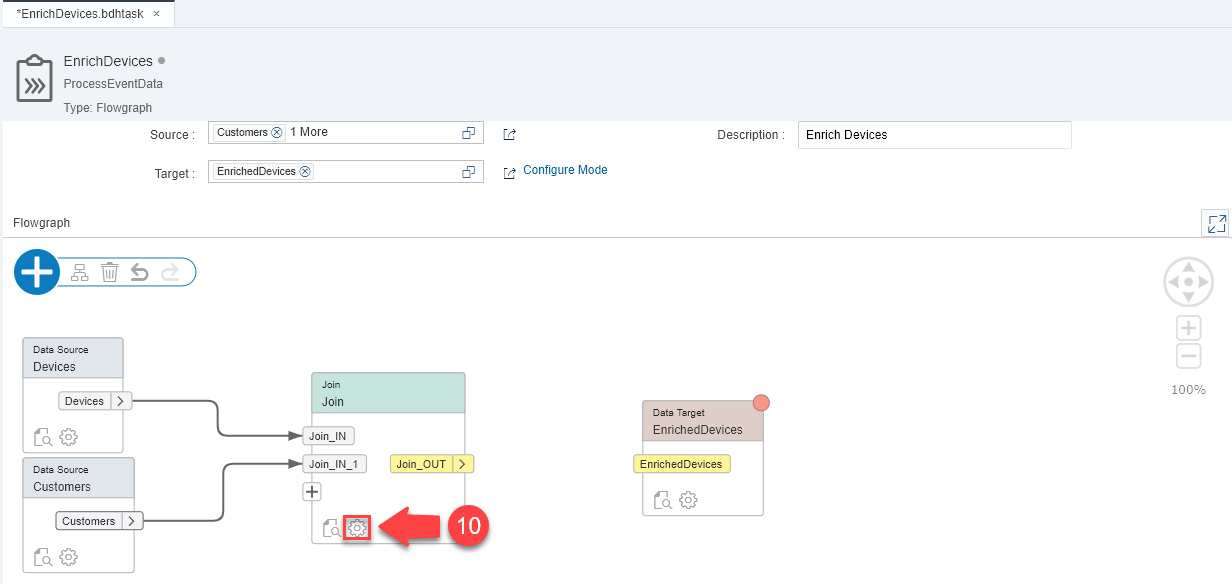 *EnrichDevices.bdhtask ×
EnrichDevices
ProcessEventData
Type: Flowgraph
Source : Customers 1 More
Description : Enrich Devices
Target : EnrichedDevices
Configure Mode
Flowgraph
100%
Data Source
Devices
Devices
Data Source
Customers
Customers
Join
Join
Join_IN
Join_IN_1
Join_OUT
10
Data Target
EnrichedDevices
EnrichedDevices